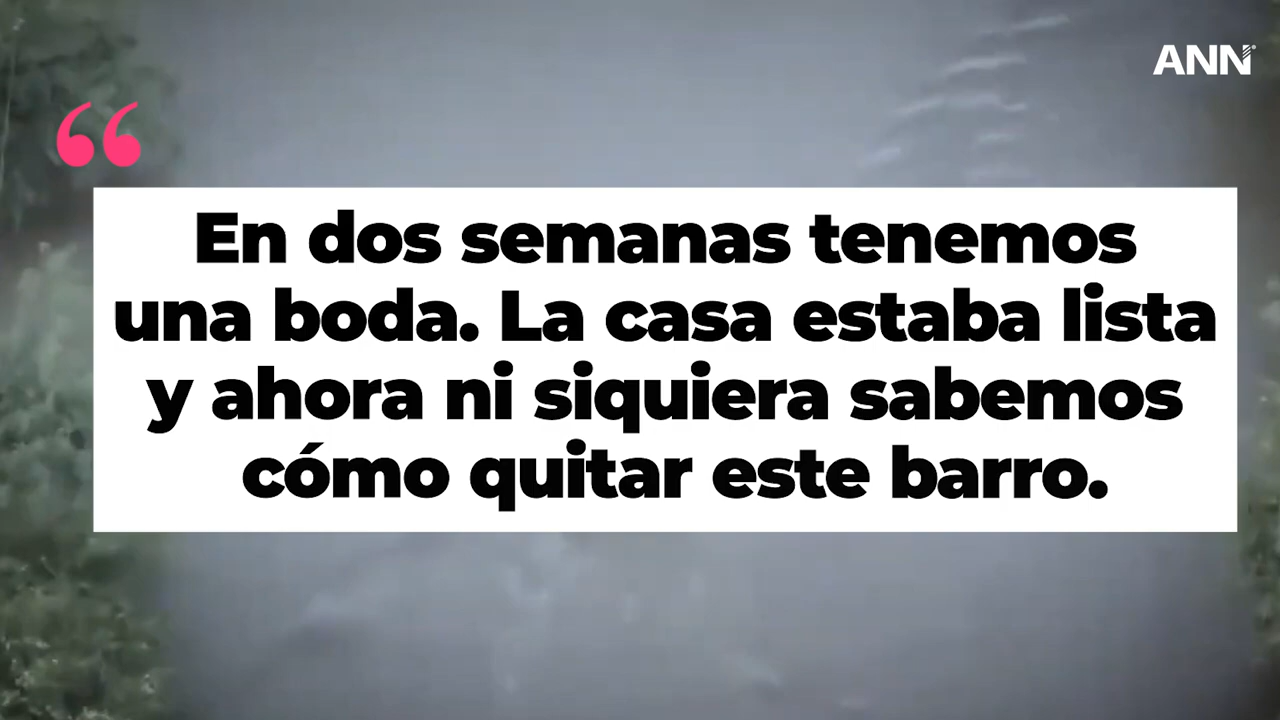 ANN
“
En dos semanas tenemos
una boda. La casa estaba lista
y ahora ni siquiera sabemos
cómo quitar este barro.